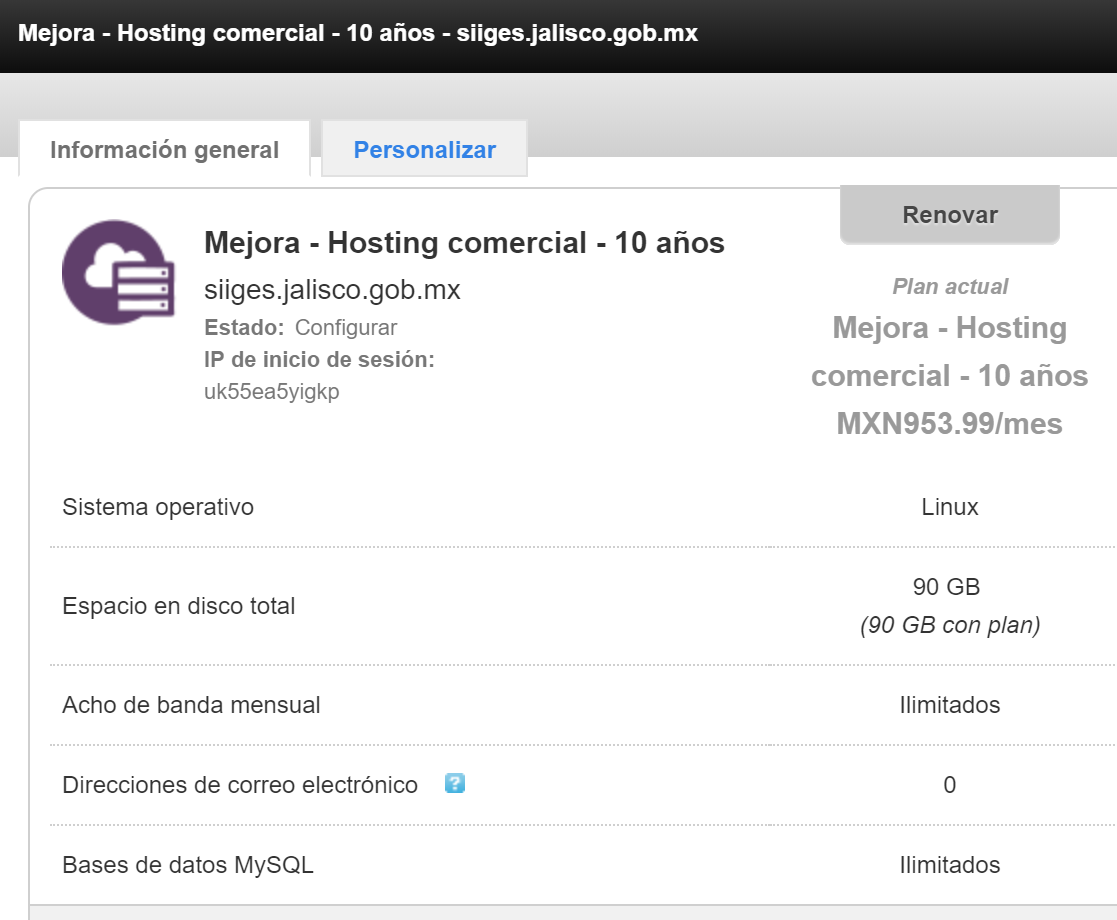 Mejora - Hosting comercial - 10 años - siiges.jalisco.gob.mx
Información general
Personalizar
Renovar
Mejora - Hosting comercial - 10 años
siiges.jalisco.gob.mx
Estado: Configurar
IP de inicio de sesión:
uk55ea5yigkp
Plan actual
Mejora - Hosting
comercial - 10 años
MXN953.99/mes
Sistema operativo
Linux
Espacio en disco total
90 GB
(90 GB con plan)
Acho de banda mensual
Ilimitados
Direcciones de correo electrónico ?
0
Bases de datos MySQL
Ilimitados